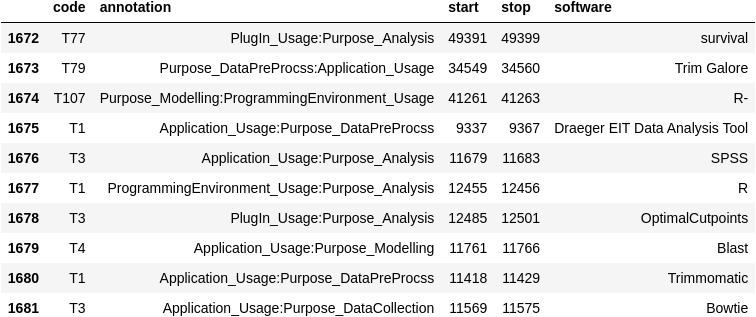 code annotation start stop software
1672 T77 PlugIn_Usage:Purpose_Analysis 49391 49399 survival
1673 T79 Purpose_DataPreProcss:Application_Usage 34549 34560 Trim Galore
1674 T107 Purpose_Modelling:ProgrammingEnvironment_Usage 41261 41263 R-
1675 T1 Application_Usage:Purpose_DataPreProcss 9337 9367 Draeger EIT Data Analysis Tool
1676 T3 Application_Usage:Purpose_Analysis 11679 11683 SPSS
1677 T1 ProgrammingEnvironment_Usage:Purpose_Analysis 12455 12456 R
1678 T3 PlugIn_Usage:Purpose_Analysis 12485 12501 OptimalCutpoints
1679 T4 Application_Usage:Purpose_Modelling 11761 11766 Blast
1680 T1 Application_Usage:Purpose_DataPreProcss 11418 11429 Trimmomatic
1681 T3 Application_Usage:Purpose_DataCollection 11569 11575 Bowtie